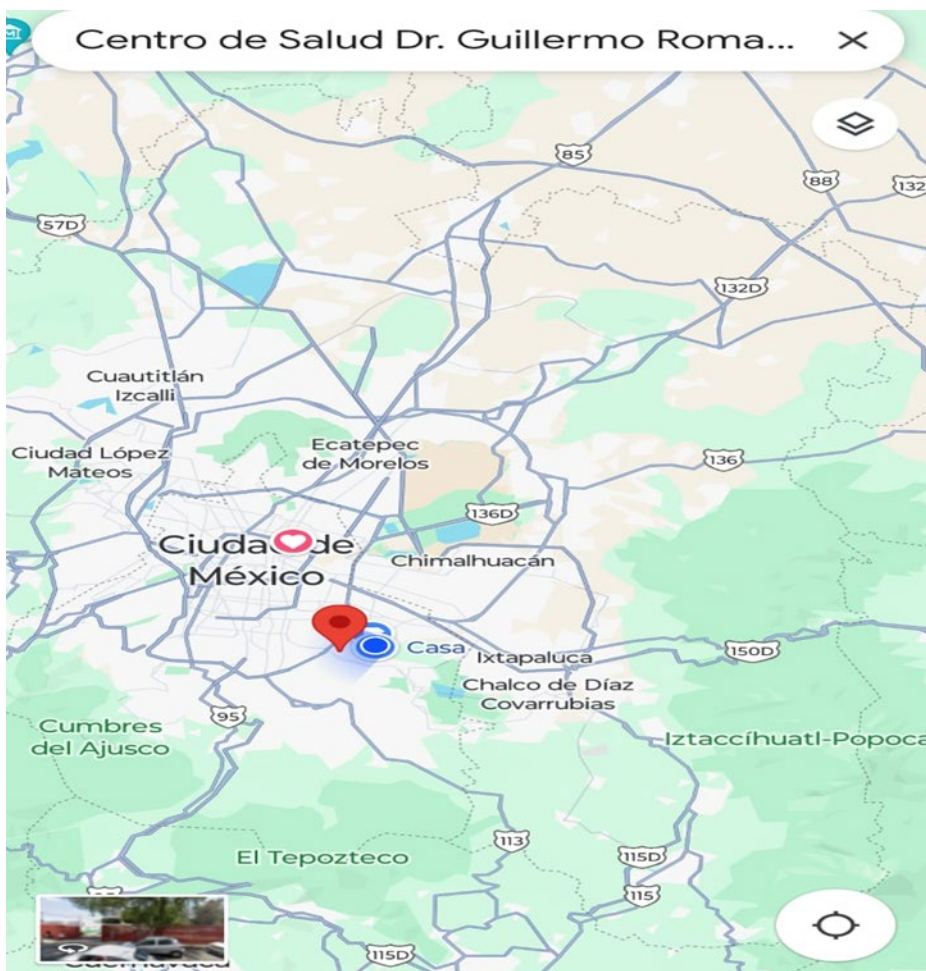 Centro de Salud Dr. Guillermo Roma...
85
88
132
57D
132D
Cuautitlán
Izcalli
Ciudad López
Mateos
Ecatepec
de Morelos
136
136D
Ciudad de
México
Chimalhuacán
Casa
Ixtapaluca
150D
Chalco de Díaz
Covarrubias
95
Cumbres
del Ajusco
Iztaccíhuatl-Popoca
113
El Tepozteco
115D
115
115D